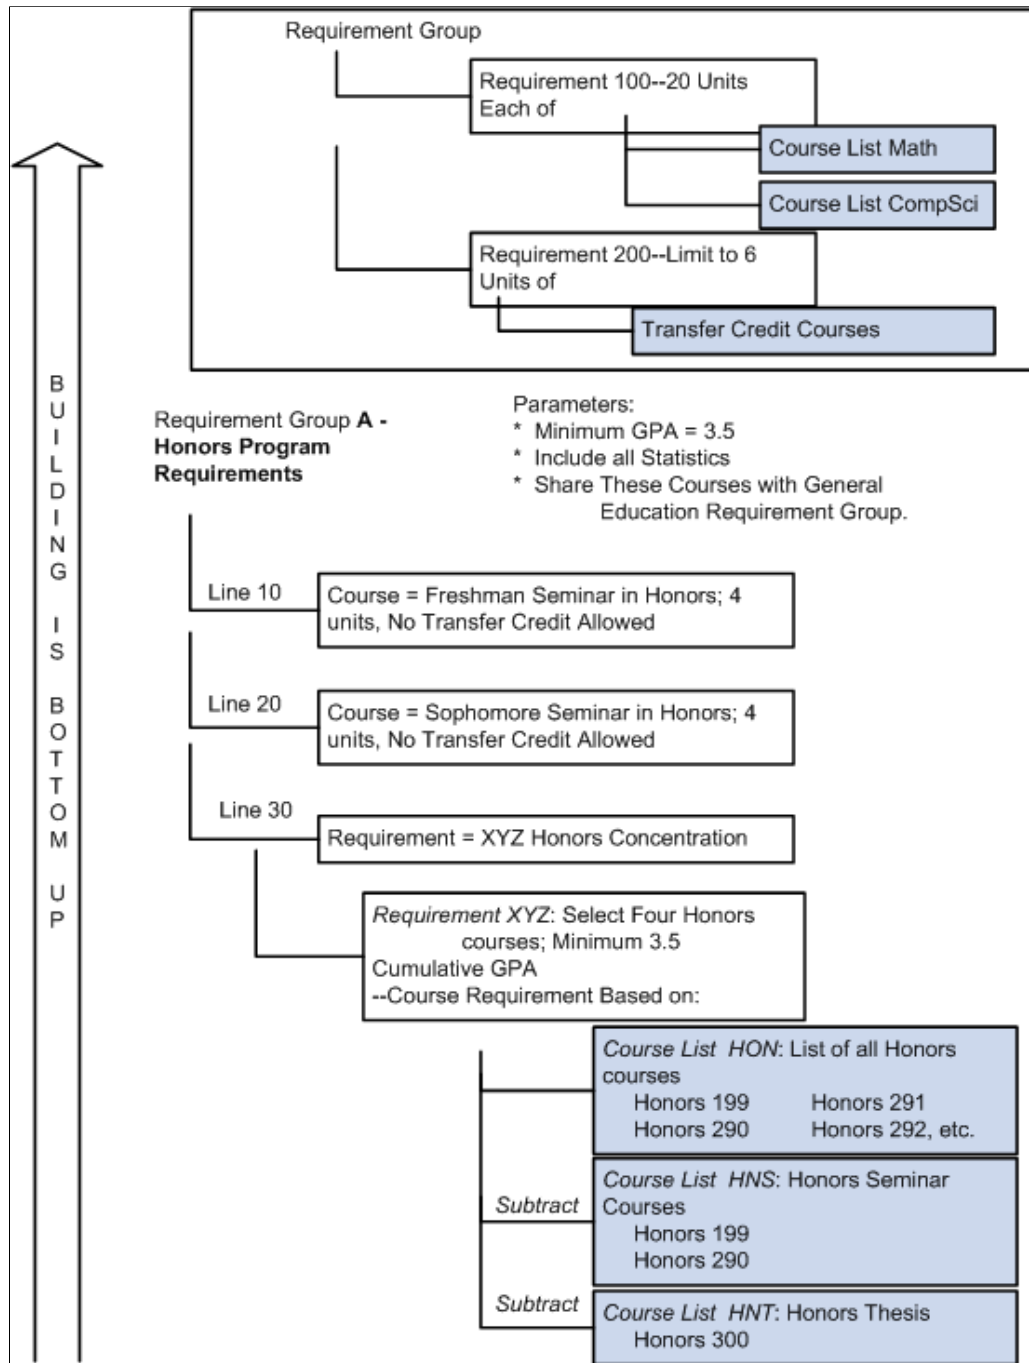 Requirement Group
Requirement 100--20 Units
Each of
Course List Math
Course List CompSci
Requirement 200--Limit to 6
Units of
Transfer Credit Courses
BUILDING IS BOTTOM UP
Requirement Group A -
Honors Program
Requirements
Parameters:
* Minimum GPA = 3.5
* Include all Statistics
* Share These Courses with General
Education Requirement Group.
Line 10
Course = Freshman Seminar in Honors; 4
units, No Transfer Credit Allowed
Line 20
Course = Sophomore Seminar in Honors; 4
units, No Transfer Credit Allowed
Line 30
Requirement = XYZ Honors Concentration
Requirement XYZ: Select Four Honors
courses; Minimum 3.5
Cumulative GPA
--Course Requirement Based on:
Course List HON: List of all Honors
courses
Honors 199 Honors 291
Honors 290 Honors 292, etc.
Subtract
Course List HNS: Honors Seminar
Courses
Honors 199
Honors 290
Subtract
Course List HNT: Honors Thesis
Honors 300